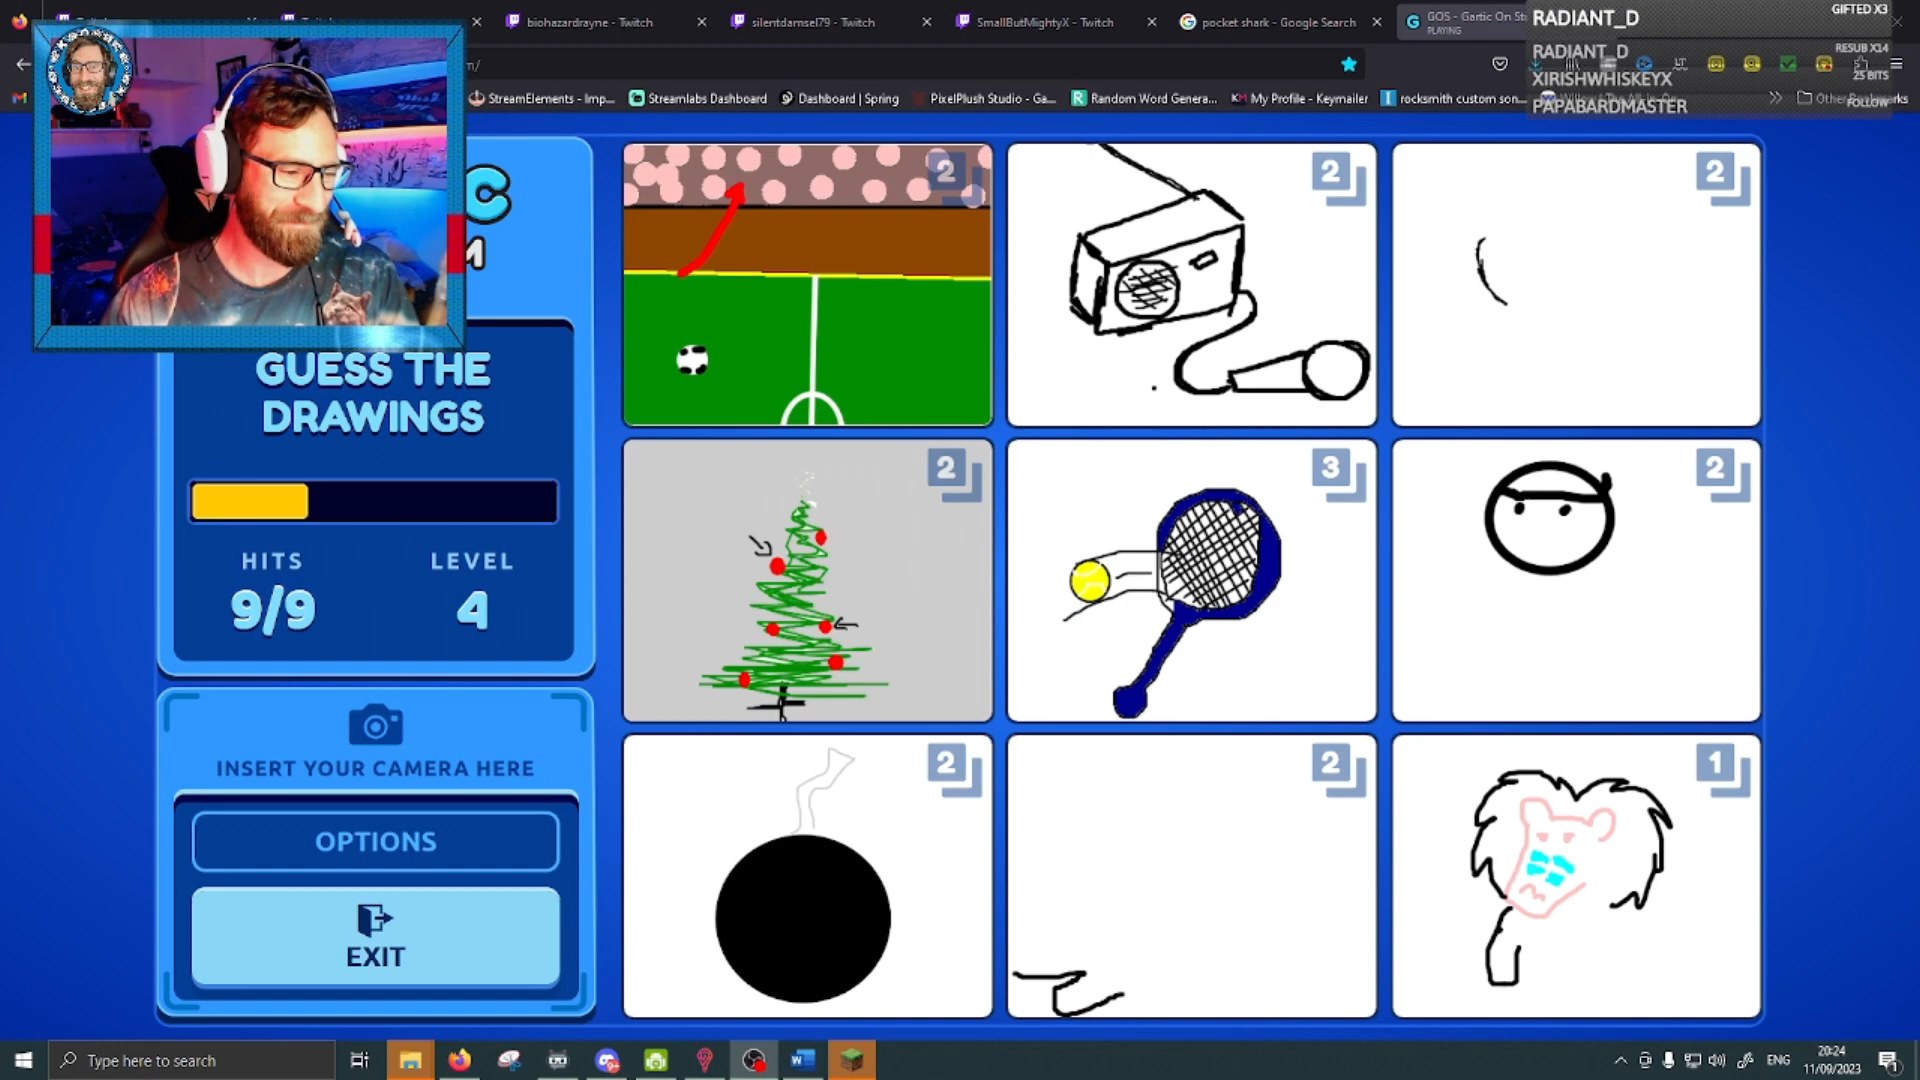 biohazardrayne - Twitch
silentdamsel79 - Twitch
SmallButMightyX - Twitch
pocket shark - Google Search
GOS - Gartic On St
PLAYING
RADIANT_D GIFTED X3
RADIANT_D RESUB X14
XIRISHWHISKEYX 25 BITS
PAPABARDMASTER FOLLOW
StreamElements - Imp...
Streamlabs Dashboard
Dashboard | Spring
PixelPlush Studio - Ga...
Random Word Genera...
My Profile - Keymailer
rocksmith custom son...
GUESS THE
DRAWINGS
HITS LEVEL
9/9 4
INSERT YOUR CAMERA HERE
OPTIONS
EXIT
2 2 2
2 3 2
2 2 1
Type here to search
ENG
20:24
11/09/2023